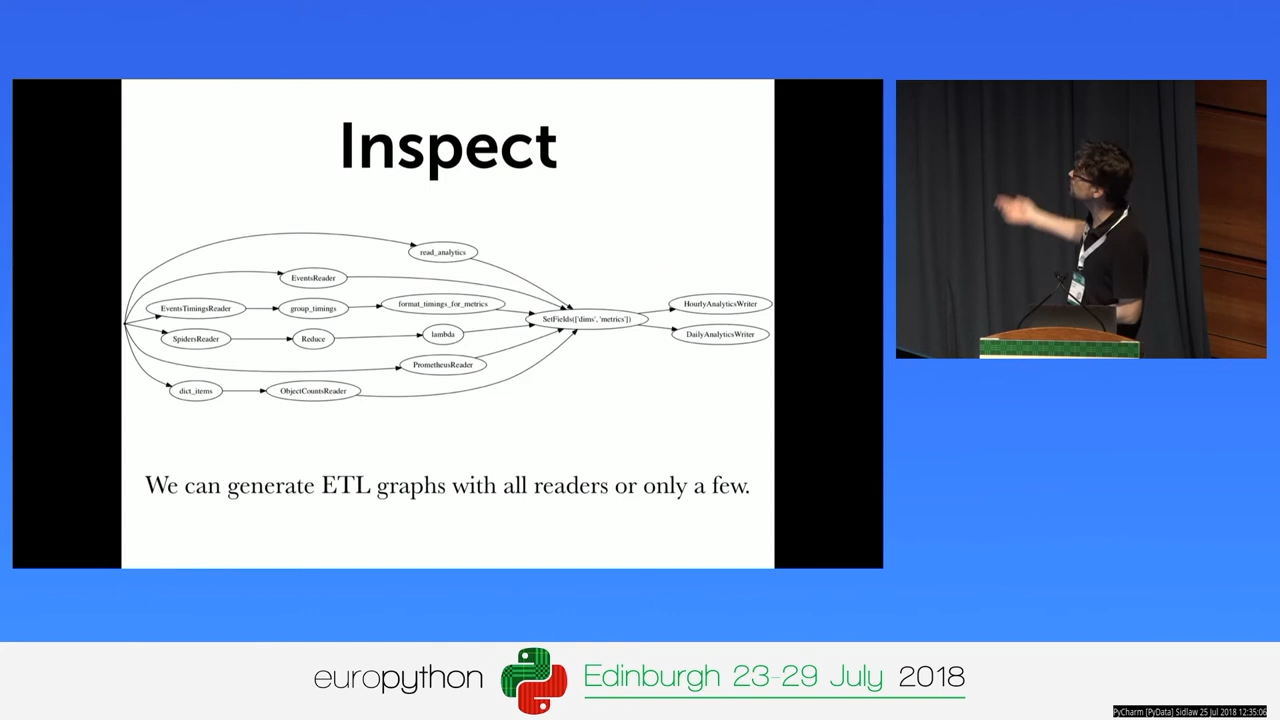 Inspect
read_analytics
EventsReader
EventsTimingsReader
group_timings
format_timings_for_metrics
SetFields(['dims', 'metrics'])
HourlyAnalyticsWriter
SpidersReader
Reduce
lambda
DailyAnalyticsWriter
PrometheusReader
dict_items
ObjectCountsReader
We can generate ETL graphs with all readers or only a few.
europython
Edinburgh 23-29 July 2018
PyCharm [PyData] Sidlaw 25 Jul 2018 12:35:06